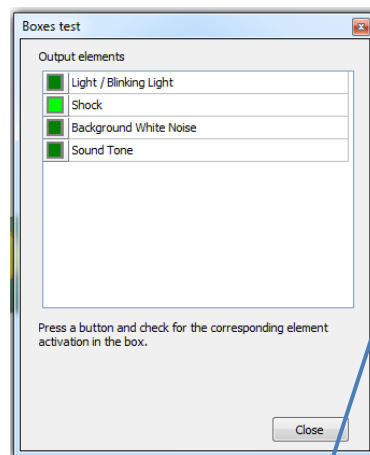 Boxes test
Output elements
Light / Blinking Light
Shock
Background White Noise
Sound Tone
Press a button and check for the corresponding element
activation in the box.
Close